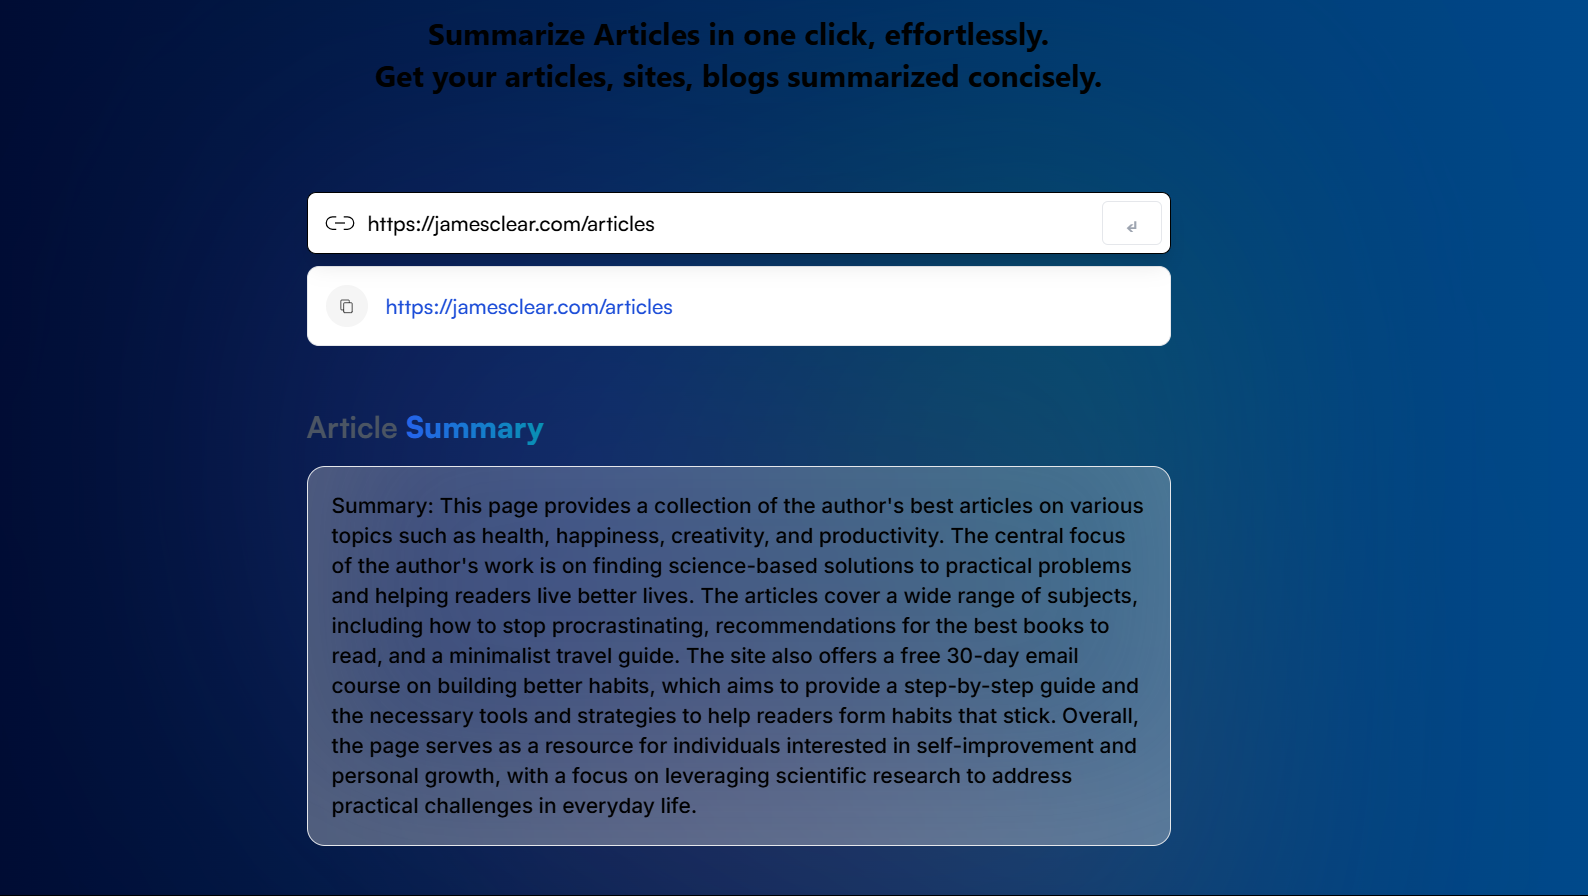 Summarize Articles in one click, effortlessly.
Get your articles, sites, blogs summarized concisely.
https://jamesclear.com/articles
https://jamesclear.com/articles
Article Summary
Summary: This page provides a collection of the author's best articles on various
topics such as health, happiness, creativity, and productivity. The central focus
of the author's work is on finding science-based solutions to practical problems
and helping readers live better lives. The articles cover a wide range of subjects,
including how to stop procrastinating, recommendations for the best books to
read, and a minimalist travel guide. The site also offers a free 30-day email
course on building better habits, which aims to provide a step-by-step guide and
the necessary tools and strategies to help readers form habits that stick. Overall,
the page serves as a resource for individuals interested in self-improvement and
personal growth, with a focus on leveraging scientific research to address
practical challenges in everyday life.